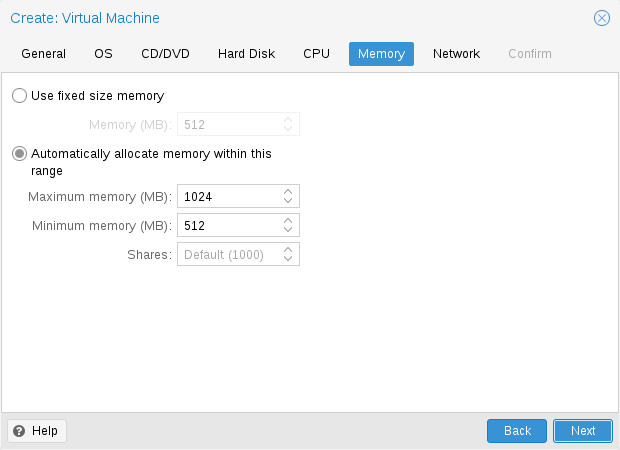 Create: Virtual Machine
General OS CD/DVD Hard Disk CPU Memory Network Confirm
Use fixed size memory
Memory (MB): 512
Automatically allocate memory within this
range
Maximum memory (MB): 1024
Minimum memory (MB): 512
Shares: Default (1000)
Help Back Next